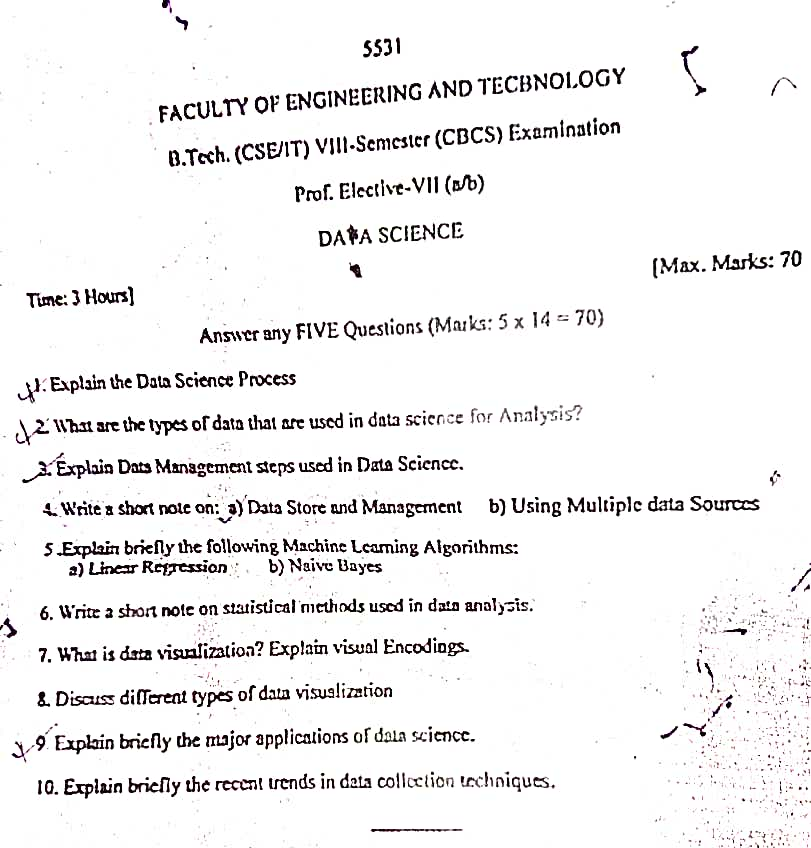 5531
FACULTY OF ENGINEERING AND TECHNOLOGY
B.Tech. (CSE/IT) VIII-Semester (CBCS) Examination
Prof. Elective-VII (a/b)
DATA SCIENCE
Time: 3 Hours]
[Max. Marks: 70
Answer any FIVE Questions (Marks: 5 x 14 = 70)
1. Explain the Data Science Process
2. What are the types of data that are used in data science for Analysis?
3. Explain Data Management steps used in Data Science.
4. Write a short note on: a) Data Store and Management b) Using Multiple data Sources
5. Explain briefly the following Machine Learning Algorithms:
a) Linear Regression b) Naive Bayes
6. Write a short note on statistical methods used in data analysis.
7. What is data visualization? Explain visual Encodings.
8. Discuss different types of data visualization
9. Explain briefly the major applications of data science.
10. Explain briefly the recent trends in data collection techniques.